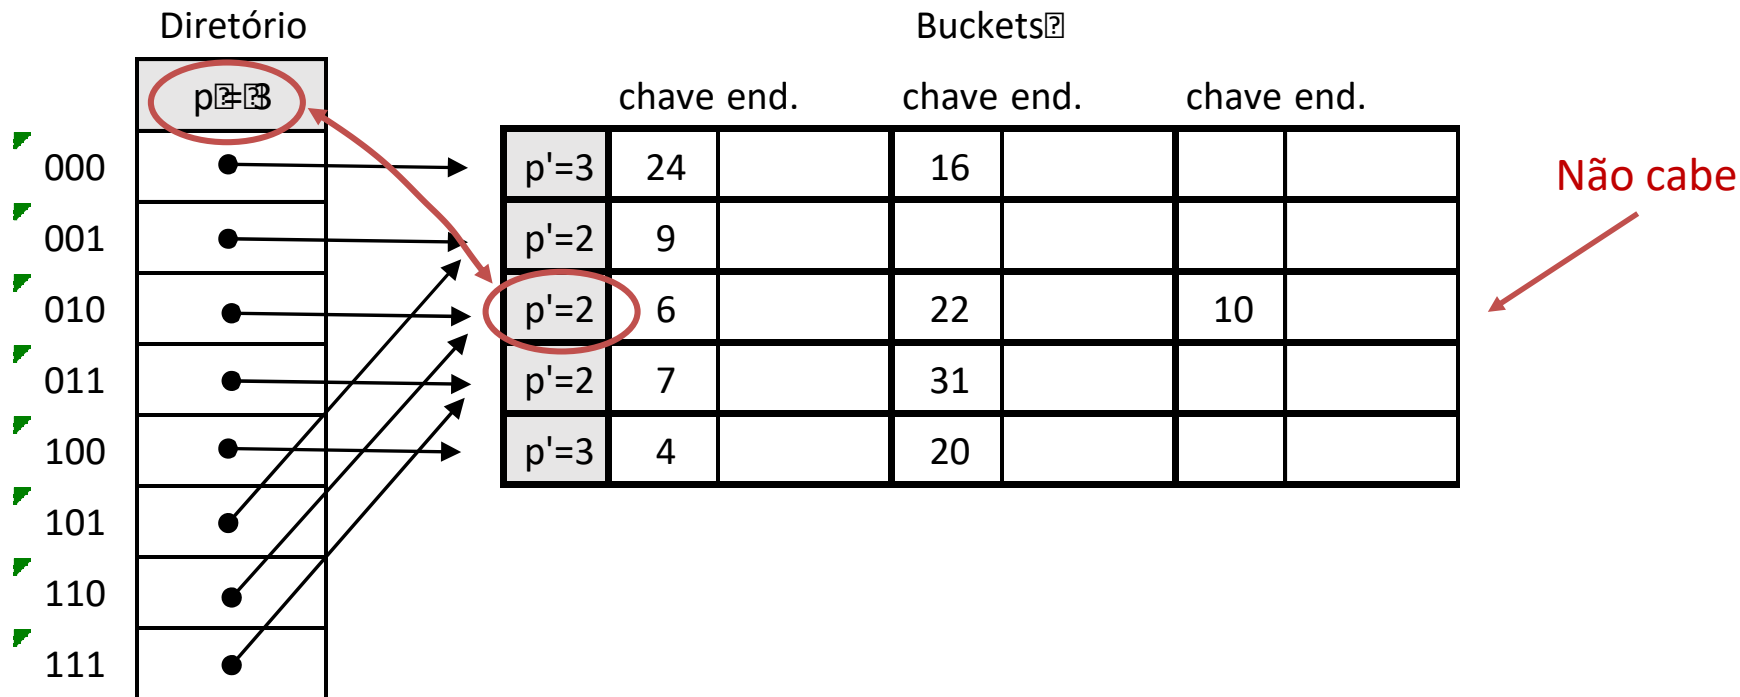 Diretório Buckets
p = 3 chave end. chave end. chave end.
000 p'=3 24 16
Não cabe
001 p'=2 9
010 p'=2 6 22 10
011 p'=2 7 31
100 p'=3 4 20
101
110
111